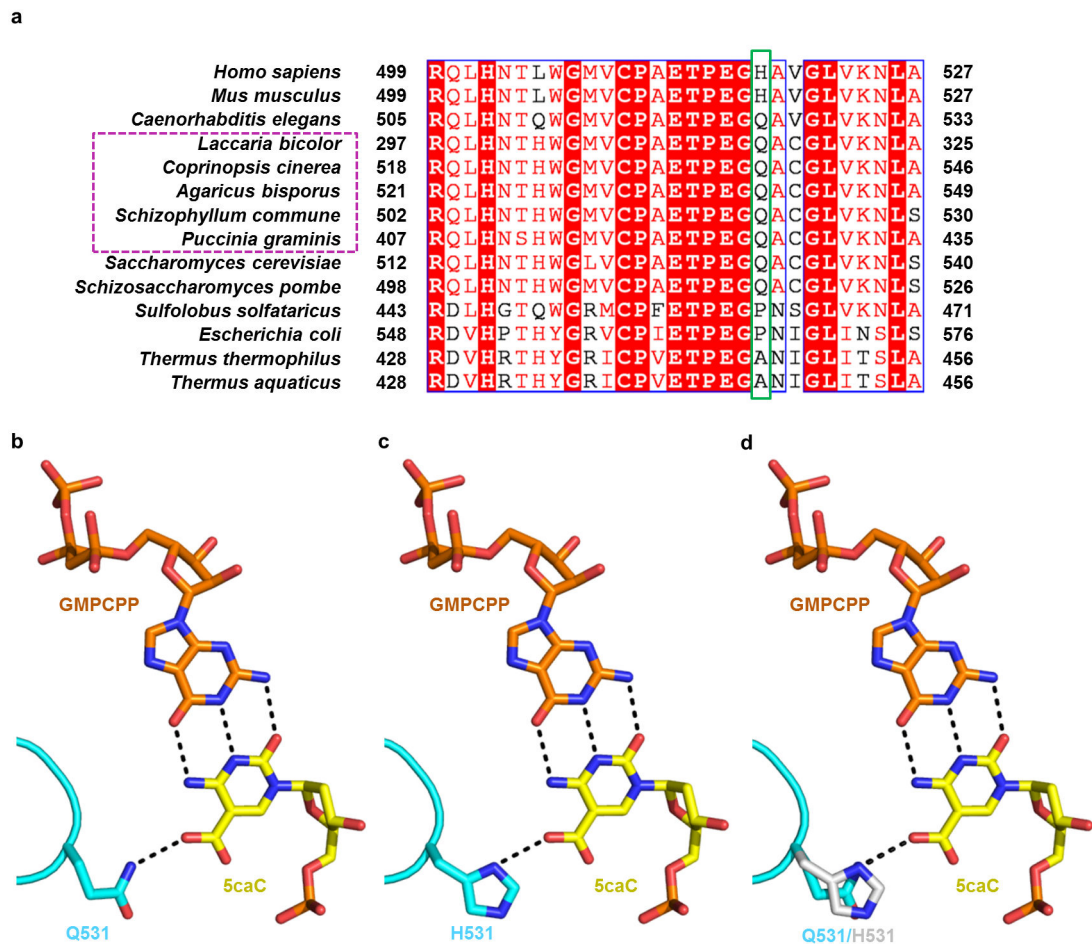 a
Homo sapiens 499 RQLHNTLWGMVCPAETPEGHAVGLVKNLA 527
Mus musculus 499 RQLHNTLWGMVCPAETPEGHAVGLVKNLA 527
Caenorhabditis elegans 505 RQLHNTQWGMVCPAETPEGQAVGLVKNLA 533
Laccaria bicolor 297 RQLHNTHWGMVCPAETPEGQACGLVKNLA 325
Coprinopsis cinerea 518 RQLHNTHWGMVCPAETPEGQACGLVKNLA 546
Agaricus bisporus 521 RQLHNTHWGMVCPAETPEGQACGLVKNLA 549
Schizophyllum commune 502 RQLHNTHWGMVCPAETPEGQACGLVKNLS 530
Puccinia graminis 407 RQLHNSHWGMVCPAETPEGQACGLVKNLA 435
Saccharomyces cerevisiae 512 RQLHNTHWGLVCPAETPEGQACGLVKNLS 540
Schizosaccharomyces pombe 498 RQLHNTHWGMVCPAETPEGQACGLVKNLS 526
Sulfolobus solfataricus 443 RDLHGTQWGRMCPFETPEGPNSGLVKNLA 471
Escherichia coli 548 RDVHPTHYGRVCPIETPEGPNIGLINSLS 576
Thermus thermophilus 428 RDVHRTHYGRICPVETPEGANIGLITSLA 456
Thermus aquaticus 428 RDVHRTHYGRICPVETPEGANIGLITSLA 456
b c d
GMPCPP GMPCPP GMPCPP
5caC 5caC 5caC
Q531 H531 Q531/H531